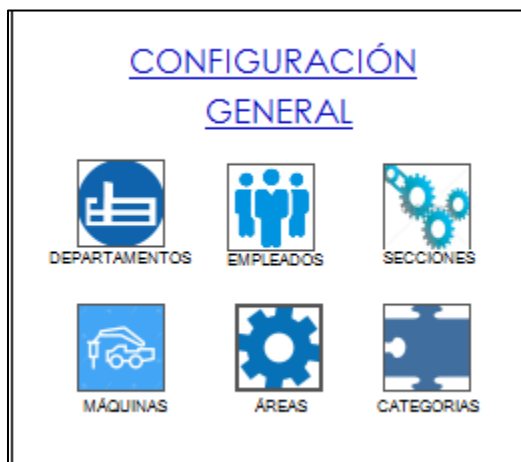 CONFIGURACIÓN
GENERAL
DEPARTAMENTOS EMPLEADOS SECCIONES
MÁQUINAS ÁREAS CATEGORIAS